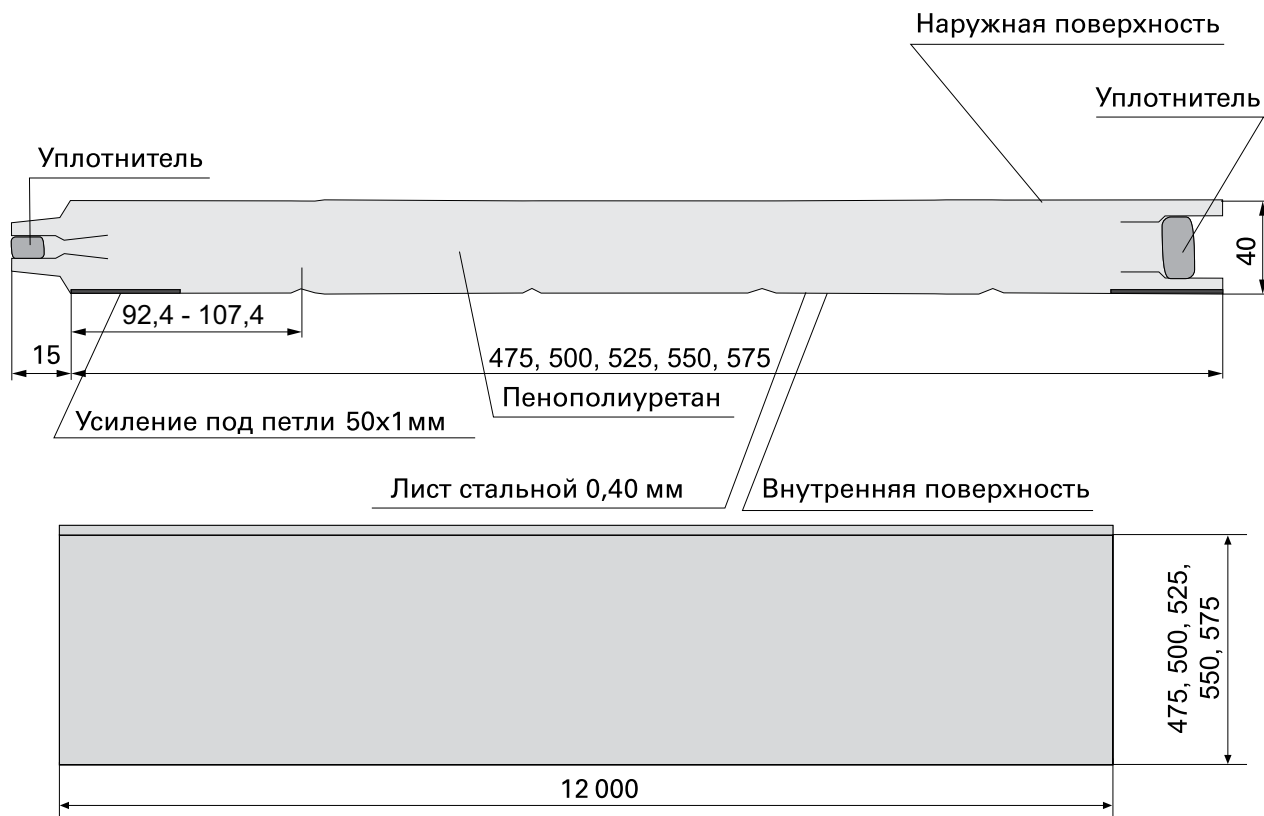 Наружная поверхность
Уплотнитель
Уплотнитель
40
92,4 - 107,4
15
475, 500, 525, 550, 575
Пенополиуретан
Усиление под петли 50х1мм
Лист стальной 0,40 мм
Внутренняя поверхность
475, 500, 525,
550, 575
12 000